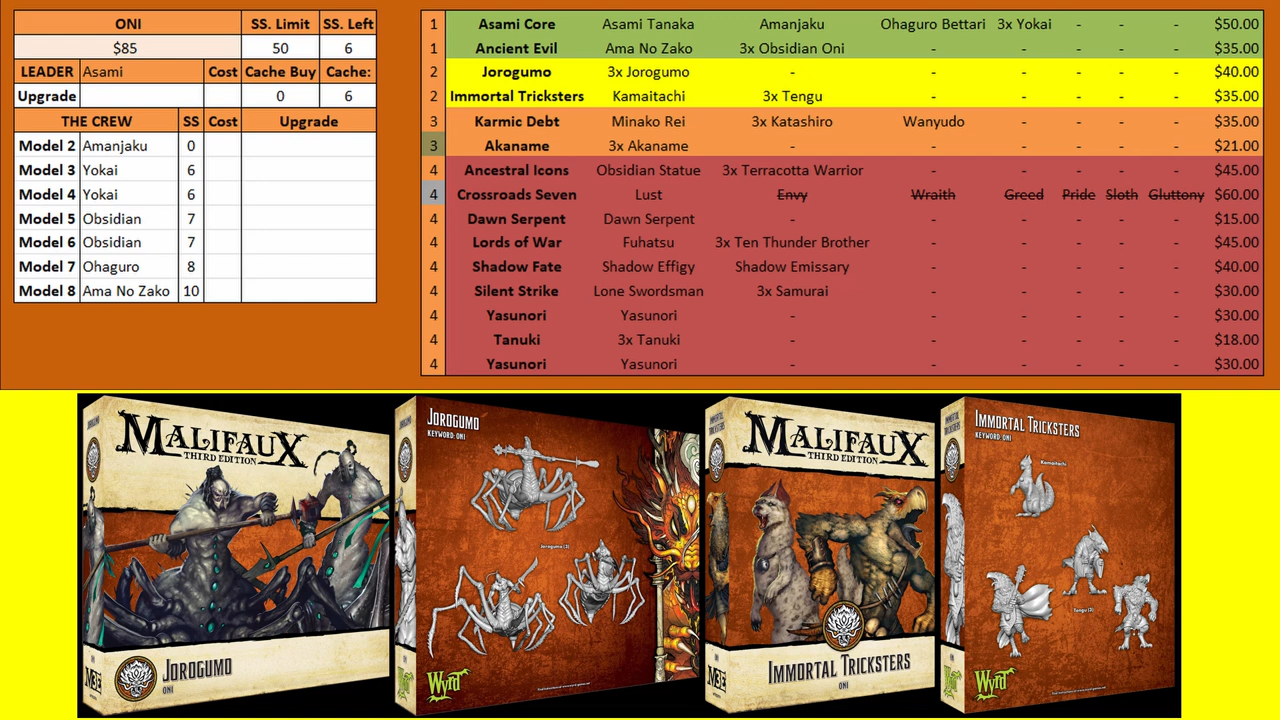 ONI SS. Limit SS. Left
$85 50 6
LEADER Asami Cost Cache Buy Cache:
Upgrade 0 6
THE CREW SS Cost Upgrade
Model 2 Amanjaku 0
Model 3 Yokai 6
Model 4 Yokai 6
Model 5 Obsidian 7
Model 6 Obsidian 7
Model 7 Ohaguro 8
Model 8 Ama No Zako 10
1 Asami Core Asami Tanaka Amanjaku Ohaguro Bettari 3x Yokai - - - $50.00
1 Ancient Evil Ama No Zako 3x Obsidian Oni - - - - - $35.00
2 Jorogumo 3x Jorogumo - - - - - - $40.00
2 Immortal Tricksters Kamaitachi 3x Tengu - - - - - $35.00
3 Karmic Debt Minako Rei 3x Katashiro Wanyudo - - - - $35.00
3 Akaname 3x Akaname - - - - - - $21.00
4 Ancestral Icons Obsidian Statue 3x Terracotta Warrior - - - - - $45.00
4 Crossroads Seven Lust Envy Wraith Greed Pride Sloth Gluttony $60.00
4 Dawn Serpent Dawn Serpent - - - - - - $15.00
4 Lords of War Fuhatsu 3x Ten Thunder Brother - - - - - $45.00
4 Shadow Fate Shadow Effigy Shadow Emissary - - - - - $40.00
4 Silent Strike Lone Swordsman 3x Samurai - - - - - $30.00
4 Yasunori Yasunori - - - - - - $30.00
4 Tanuki 3x Tanuki - - - - - - $18.00
4 Yasunori Yasunori - - - - - - $30.00
MALIFAUX
THIRD EDITION
JOROGUMO
ONI
M3E
JOROGUMO
KEYWORD: ONI
Jorogumo (3)
Wyrd
MALIFAUX
THIRD EDITION
IMMORTAL TRICKSTERS
ONI
M3E
IMMORTAL TRICKSTERS
KEYWORD: ONI
Kamaitachi
Tengu (3)
Wyrd